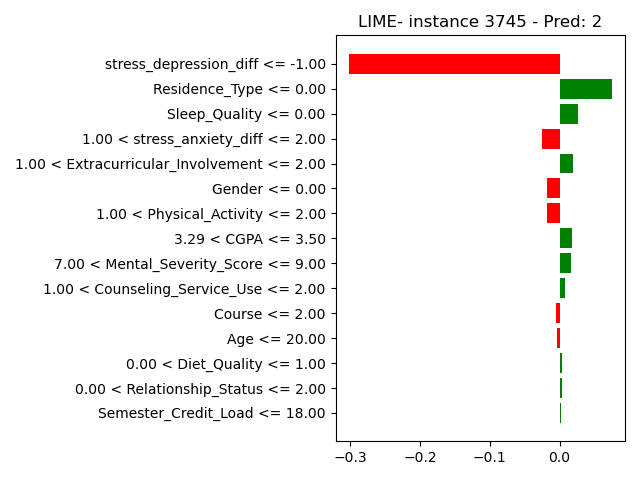 LIME- instance 3745 - Pred: 2
stress_depression_diff <= -1.00
Residence_Type <= 0.00
Sleep_Quality <= 0.00
1.00 < stress_anxiety_diff <= 2.00
1.00 < Extracurricular_Involvement <= 2.00
Gender <= 0.00
1.00 < Physical_Activity <= 2.00
3.29 < CGPA <= 3.50
7.00 < Mental_Severity_Score <= 9.00
1.00 < Counseling_Service_Use <= 2.00
Course <= 2.00
Age <= 20.00
0.00 < Diet_Quality <= 1.00
0.00 < Relationship_Status <= 2.00
Semester_Credit_Load <= 18.00
−0.3 −0.2 −0.1 0.0